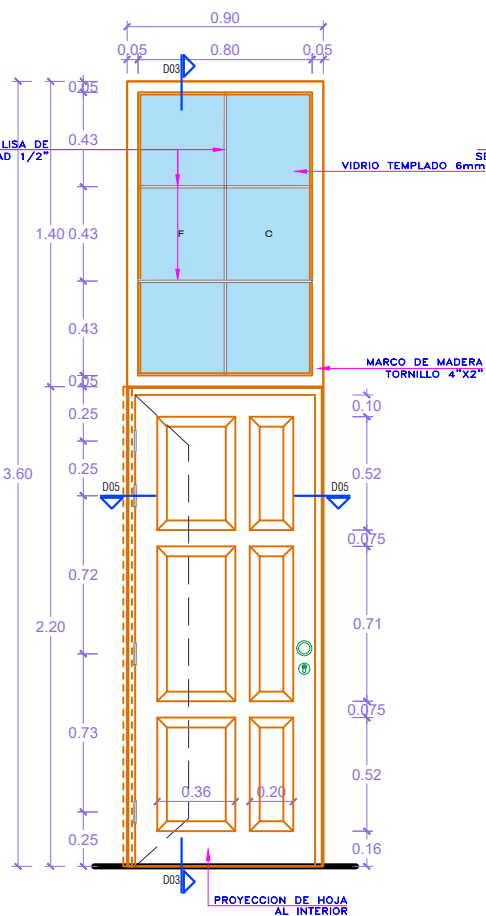 0.90
0.05 0.80 0.05
D03
0.05
LISA DE
AD 1/2"
0.43
SE
VIDRIO TEMPLADO 6mm
1.40 0.43
F
C
0.43
MARCO DE MADERA
TORNILLO 4"X2"
0.05
0.10
0.25
3.60
0.25
0.52
D05
D05
0.075
0.72
2.20
0.71
0.075
0.73
0.52
0.36
0.20
0.25
0.16
D03
PROYECCION DE HOJA
AL INTERIOR